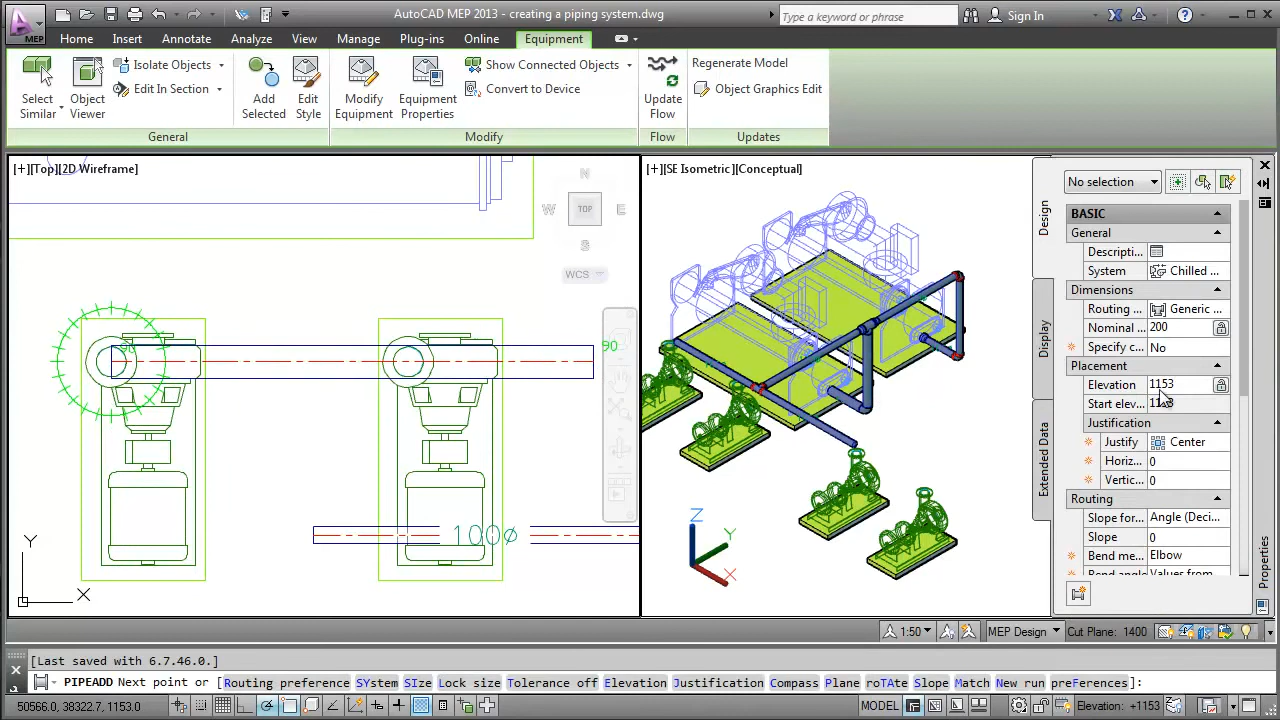 AutoCAD MEP 2013 - creating a piping system.dwg
Type a keyword or phrase
Sign In
MEP
Home Insert Annotate Analyze View Manage Plug-ins Online Equipment
Select Similar
Object Viewer
Isolate Objects
Edit In Section
Add Selected
Edit Style
Modify Equipment
Equipment Properties
Show Connected Objects
Convert to Device
Update Flow
Regenerate Model
Object Graphics Edit
General Modify Flow Updates
[+][Top][2D Wireframe]
[+][SE Isometric][Conceptual]
N
W TOP E
S
WCS
90
90
100ø
Y
X
Z
Y
X
Design
Display
Extended Data
Properties
No selection
BASIC
General
Descripti...
System Chilled ...
Dimensions
Routing ... Generic ...
Nominal ... 200
Specify c... No
Placement
Elevation 1153
Start elev...
Justification
Justify Center
Horiz... 0
Vertic... 0
Routing
Slope for... Angle (Deci...
Slope 0
Bend me... Elbow
Bend angle Values from
1:50 MEP Design Cut Plane: 1400
[Last saved with 6.7.46.0.]
PIPEADD Next point or [Routing preference SYstem SIze Lock size Tolerance off Elevation Justification Compass Plane roTAte Slope Match New run preFerences]:
50566.0, 38322.7, 1153.0 MODEL Elevation: +1153